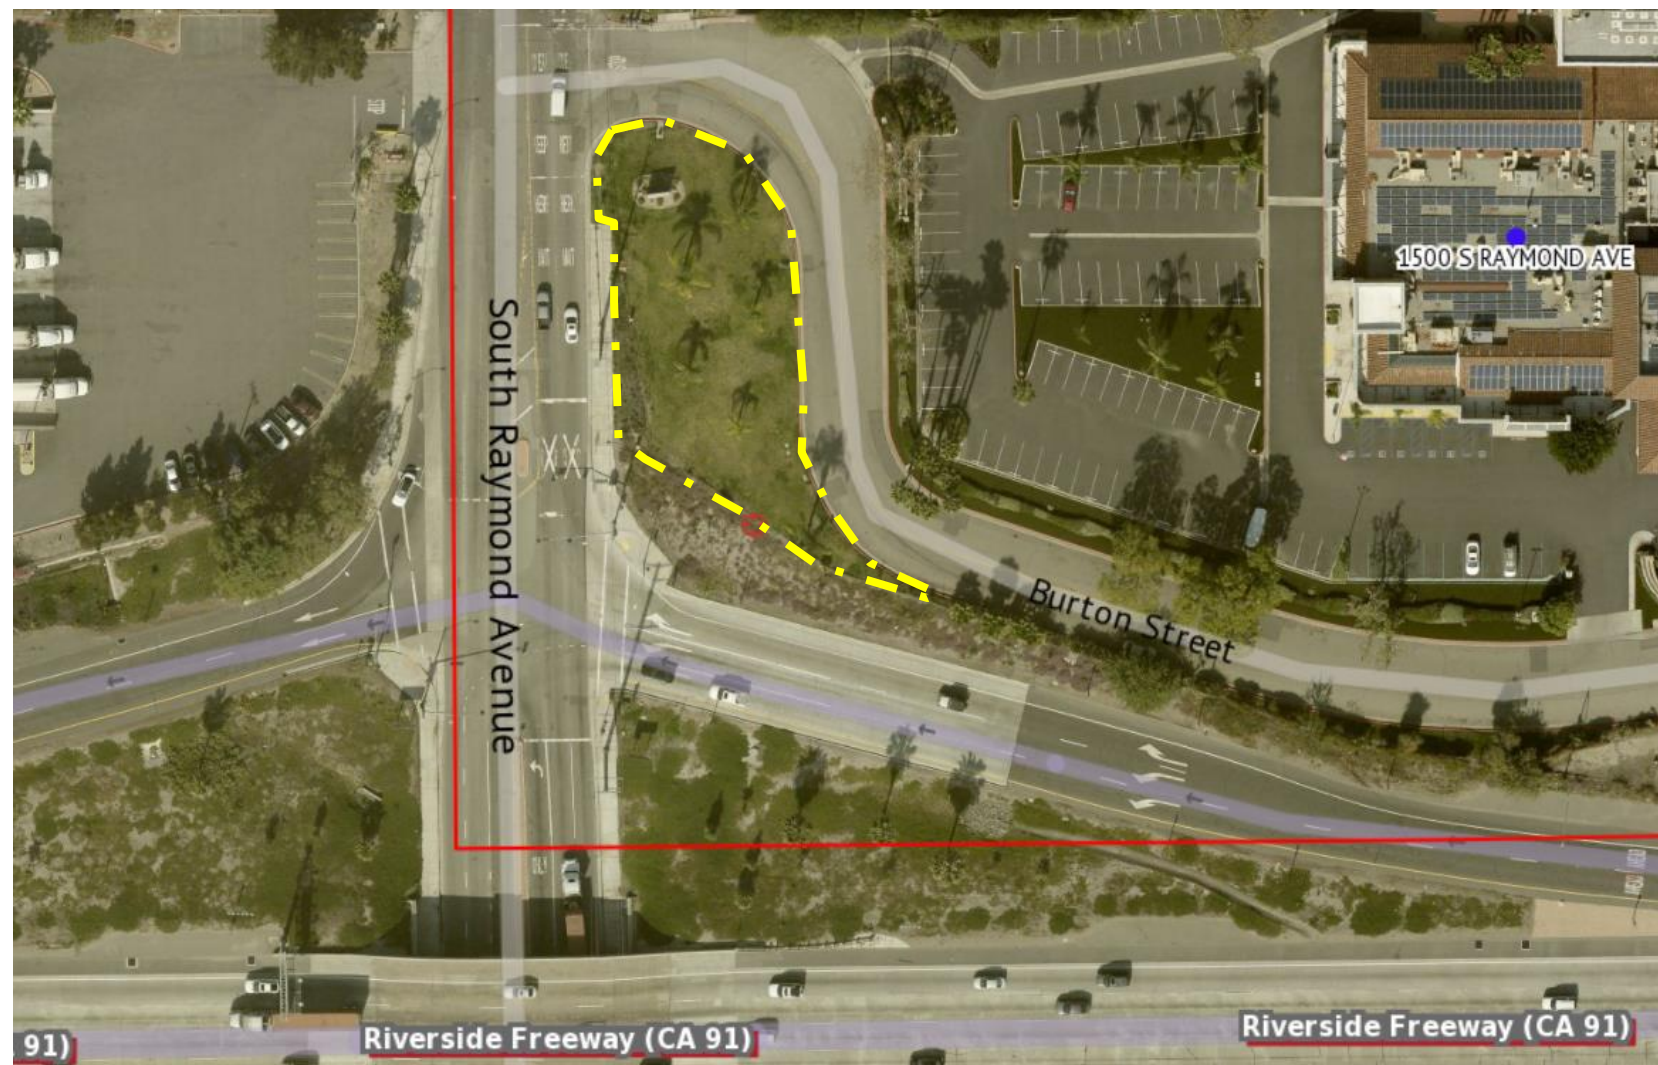 1500 S RAYMOND AVE
South Raymond Avenue
Burton Street
91)
Riverside Freeway (CA 91)
Riverside Freeway (CA 91)